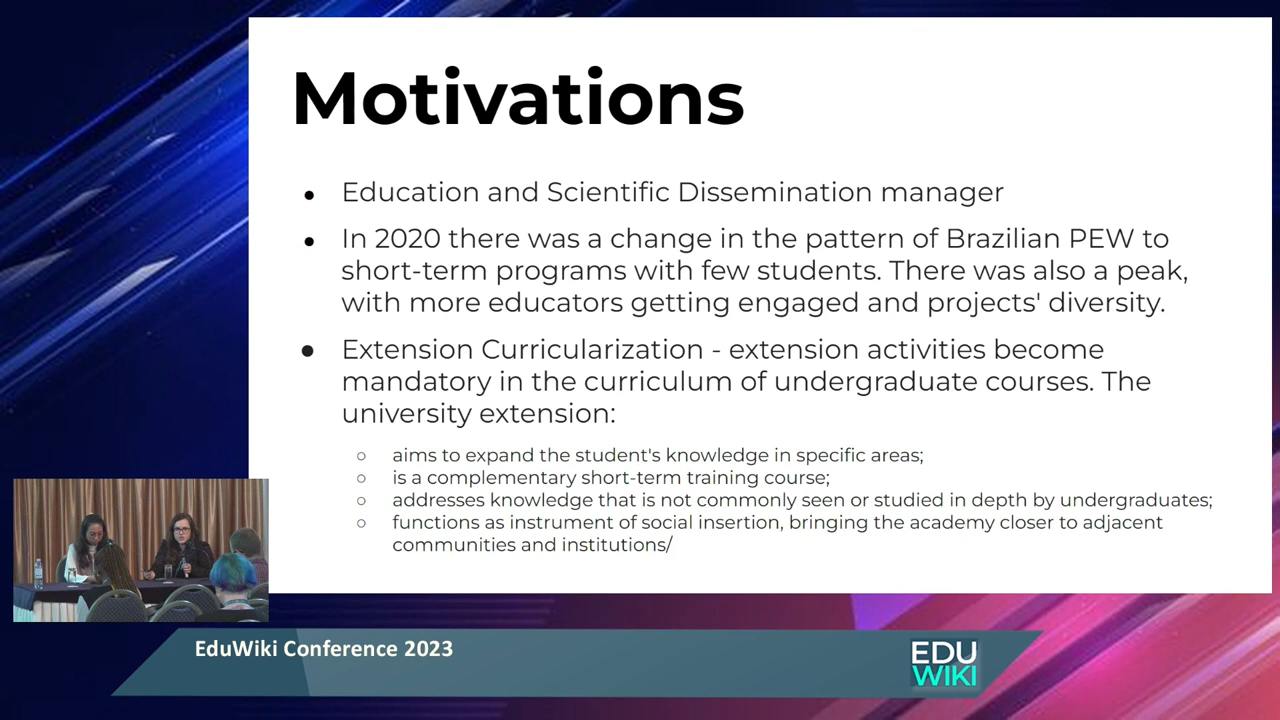 Motivations
● Education and Scientific Dissemination manager
● In 2020 there was a change in the pattern of Brazilian PEW to
short-term programs with few students. There was also a peak,
with more educators getting engaged and projects' diversity.
● Extension Curricularization - extension activities become
mandatory in the curriculum of undergraduate courses. The
university extension:
○ aims to expand the student's knowledge in specific areas;
○ is a complementary short-term training course;
○ addresses knowledge that is not commonly seen or studied in depth by undergraduates;
○ functions as instrument of social insertion, bringing the academy closer to adjacent
communities and institutions/
EduWiki Conference 2023
EDU
WIKI